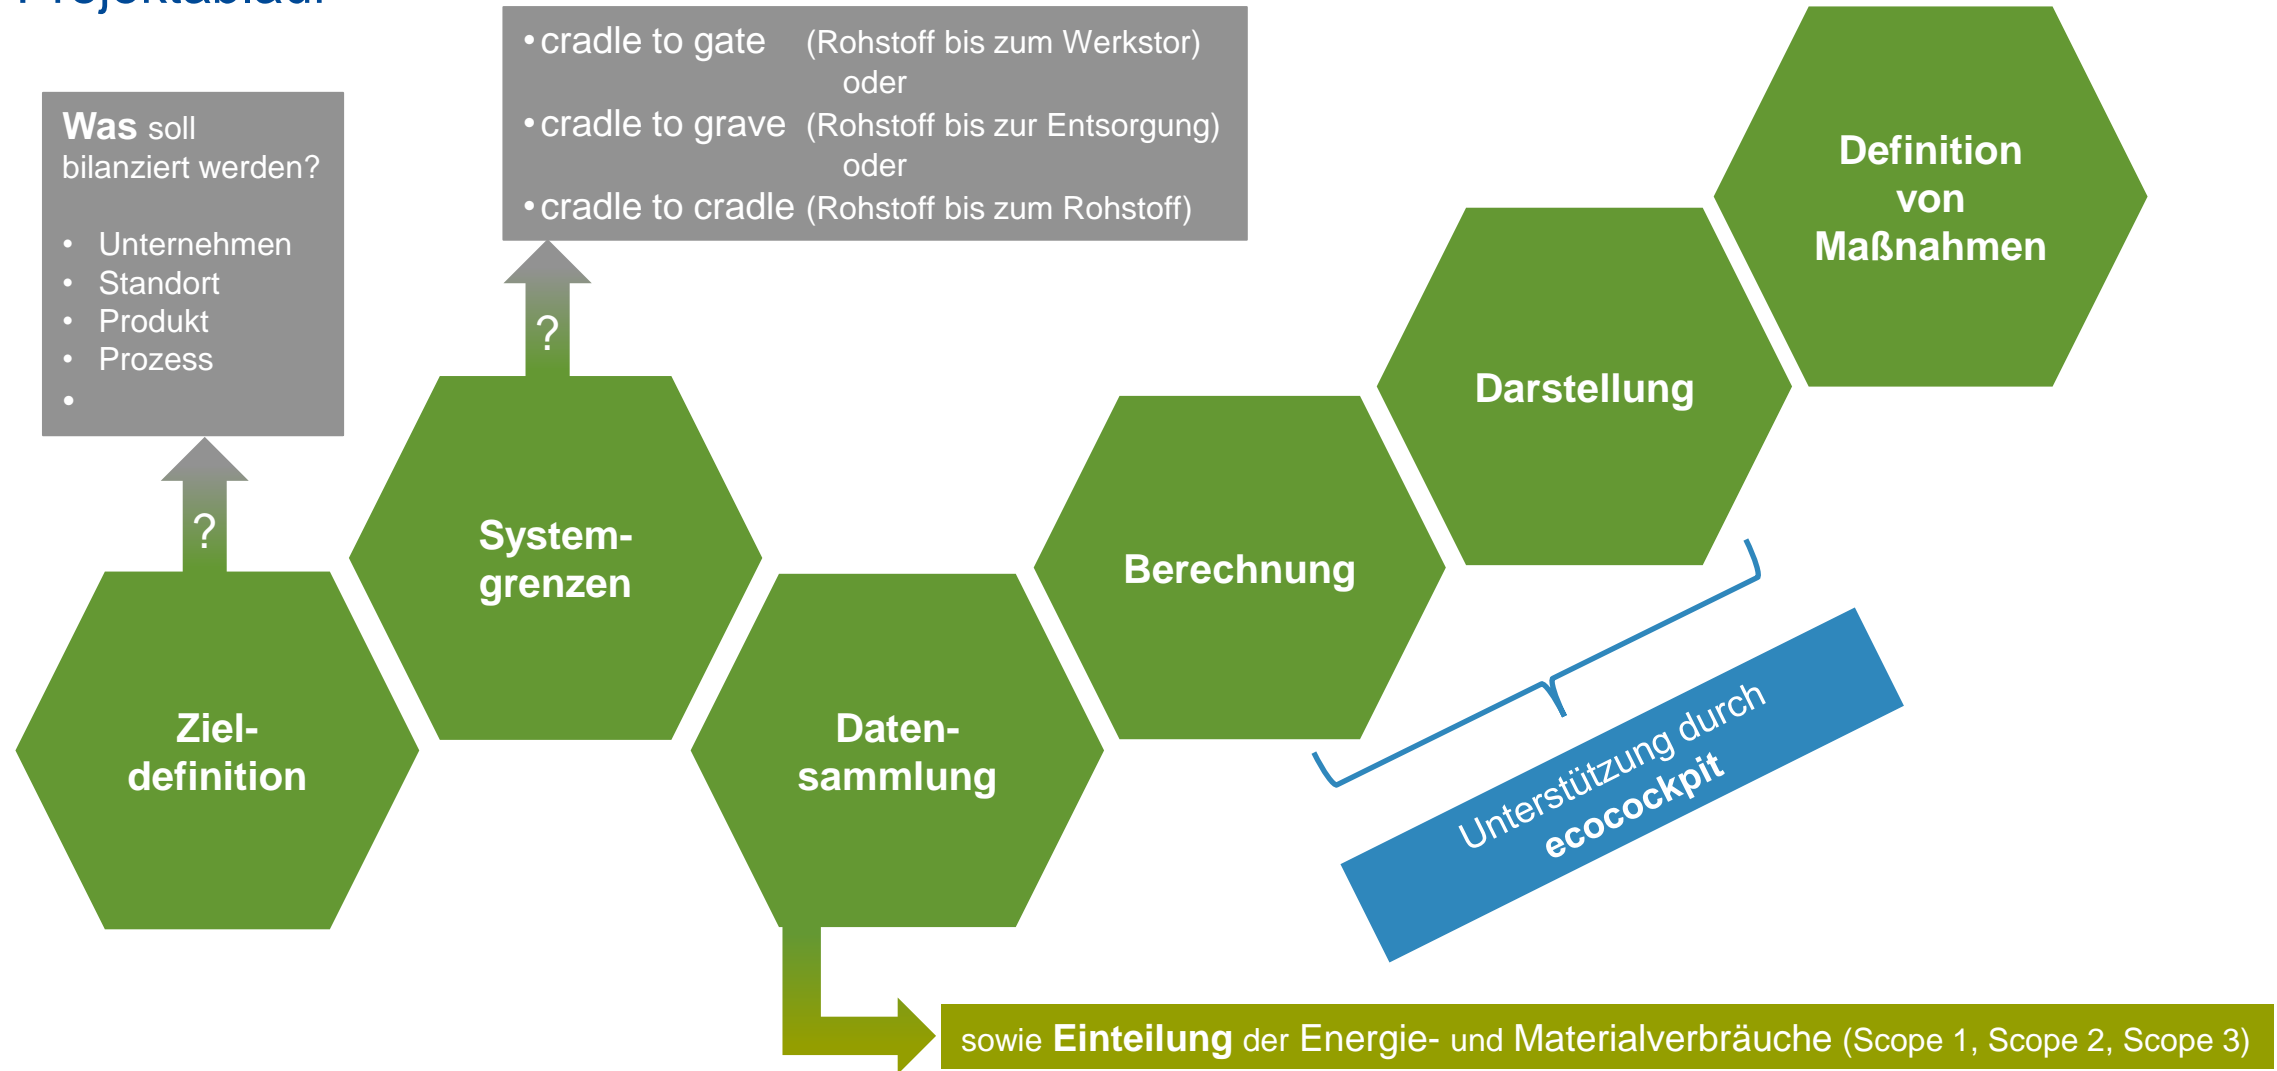 Projektablauf
• cradle to gate (Rohstoff bis zum Werkstor)
oder
• cradle to grave (Rohstoff bis zur Entsorgung)
oder
• cradle to cradle (Rohstoff bis zum Rohstoff)
Was soll
bilanziert werden?
• Unternehmen
• Standort
• Produkt
• Prozess
•
?
?
Ziel-
definition
System-
grenzen
Daten-
sammlung
Berechnung
Darstellung
Definition
von
Maßnahmen
Unterstützung durch
ecocockpit
sowie Einteilung der Energie- und Materialverbräuche (Scope 1, Scope 2, Scope 3)